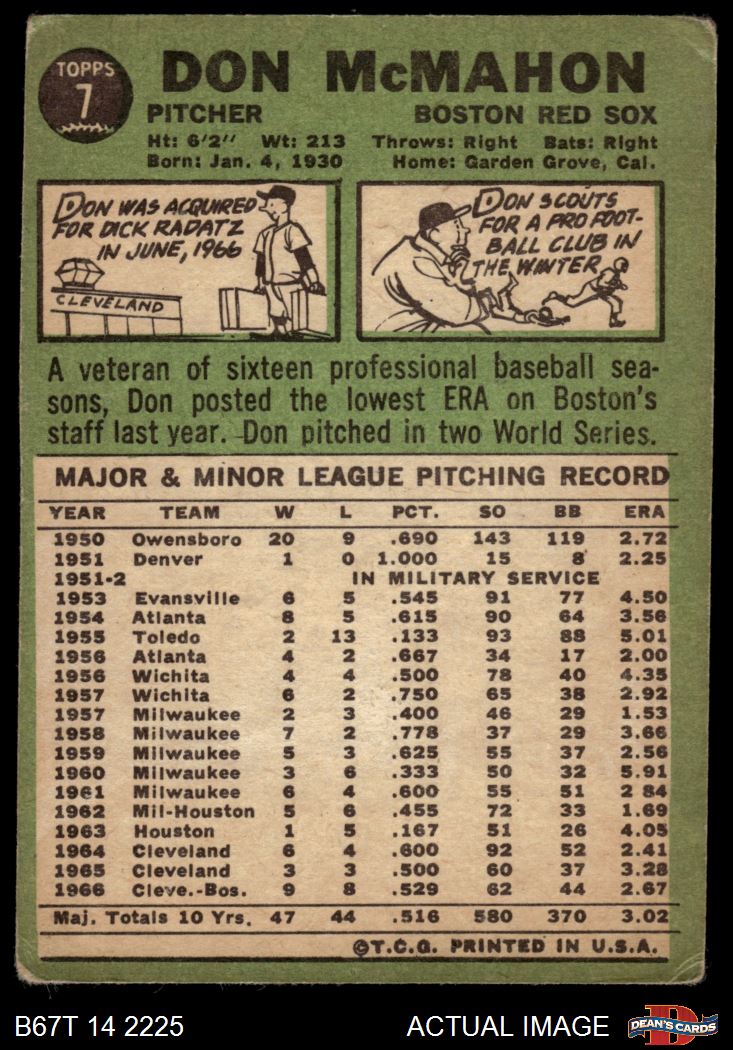 TOPPS
7
DON McMAHON
PITCHER BOSTON RED SOX
Ht: 6'2" Wt: 213 Throws: Right Bats: Right
Born: Jan. 4, 1930 Home: Garden Grove, Cal.
DON WAS ACQUIRED
FOR DICK RADATZ
IN JUNE, 1966
CLEVELAND
DON SCOUTS
FOR A PRO FOOT-
BALL CLUB IN
THE WINTER
A veteran of sixteen professional baseball sea-
sons, Don posted the lowest ERA on Boston's
staff last year. Don pitched in two World Series.
MAJOR & MINOR LEAGUE PITCHING RECORD
YEAR TEAM W L PCT. SO BB ERA
1950 Owensboro 20 9 .690 143 119 2.72
1951 Denver 1 0 1.000 15 8 2.25
1951-2 IN MILITARY SERVICE
1953 Evansville 6 5 .545 91 77 4.50
1954 Atlanta 8 5 .615 90 64 3.56
1955 Toledo 2 13 .133 93 88 5.01
1956 Atlanta 4 2 .667 34 17 2.00
1956 Wichita 4 4 .500 78 40 4.35
1957 Wichita 6 2 .750 65 38 2.92
1957 Milwaukee 2 3 .400 46 29 1.53
1958 Milwaukee 7 2 .778 37 29 3.66
1959 Milwaukee 5 3 .625 55 37 2.56
1960 Milwaukee 3 6 .333 50 32 5.91
1961 Milwaukee 6 4 .600 55 51 2 84
1962 Mil-Houston 5 6 .455 72 33 1.69
1963 Houston 1 5 .167 51 26 4.05
1964 Cleveland 6 4 .600 92 52 2.41
1965 Cleveland 3 3 .500 60 37 3.28
1966 Cleve.-Bos. 9 8 .529 62 44 2.67
Maj. Totals 10 Yrs. 47 44 .516 580 370 3.02
©T.C.G. PRINTED IN U.S.A.
B67T 14 2225 ACTUAL IMAGE
D
DEAN'S CARDS